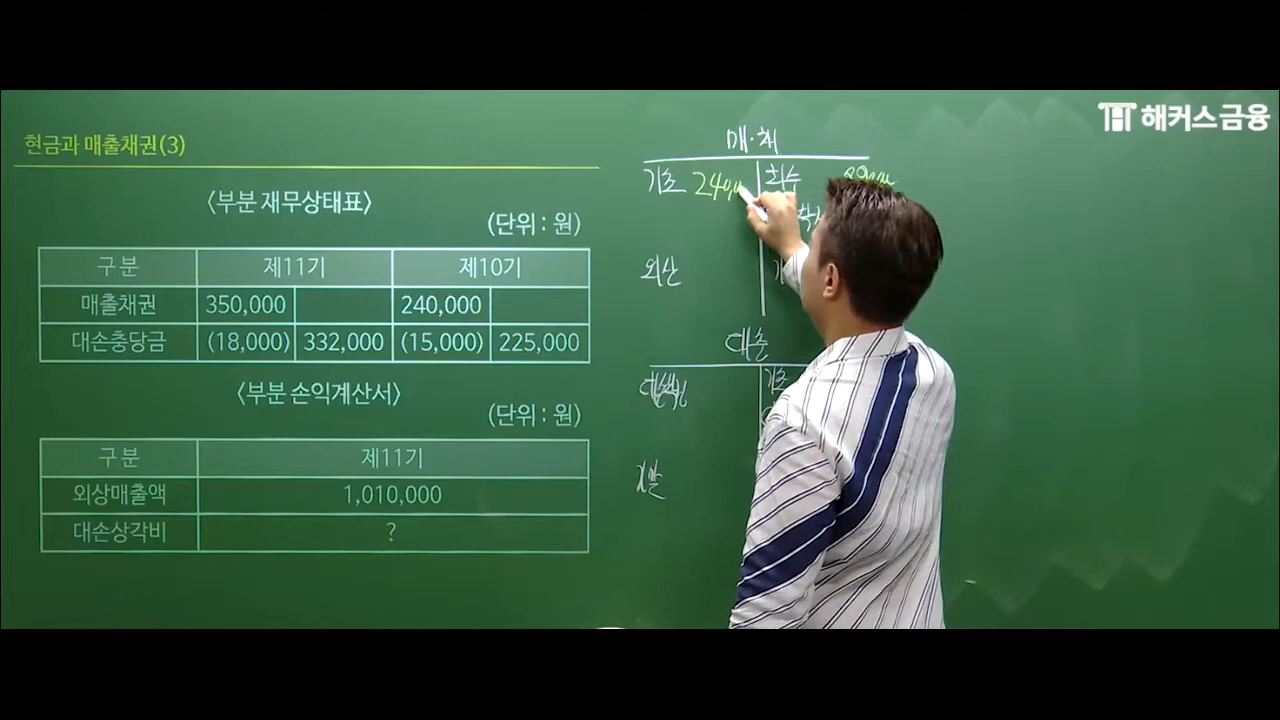 해커스금융
현금과 매출채권(3)
〈부분 재무상태표〉
(단위 : 원)
구 분 제11기 제10기
매출채권 350,000 240,000
대손충당금 (18,000) 332,000 (15,000) 225,000
〈부분 손익계산서〉
(단위 : 원)
구 분 제11기
외상매출액 1,010,000
대손상각비 ?
매·채
기초 회수
외상
대충
기초
기말